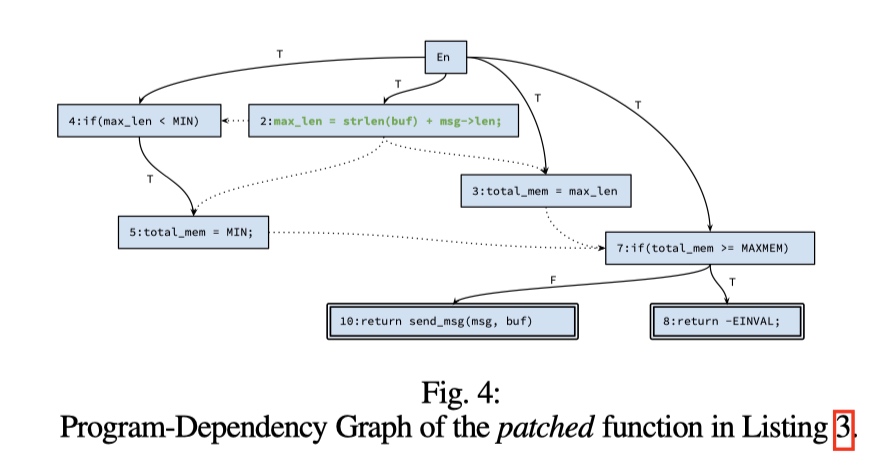 En
T
T
T
T
4:if(max_len < MIN)
2:max_len = strlen(buf) + msg->len;
T
3:total_mem = max_len
5:total_mem = MIN;
7:if(total_mem >= MAXMEM)
F
T
10:return send_msg(msg, buf)
8:return -EINVAL;
Fig. 4:
Program-Dependency Graph of the patched function in Listing 3.